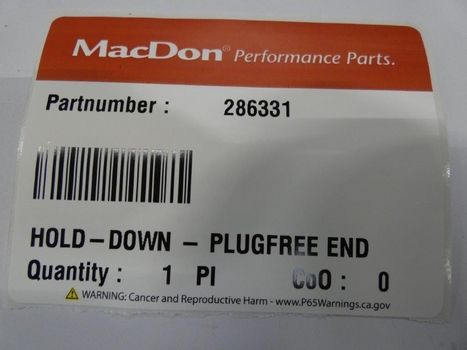 MacDon® Performance Parts.
Partnumber : 286331
HOLD-DOWN - PLUGFREE END
Quantity : 1 PI CoO : 0
WARNING: Cancer and Reproductive Harm - www.P65Warnings.ca.gov